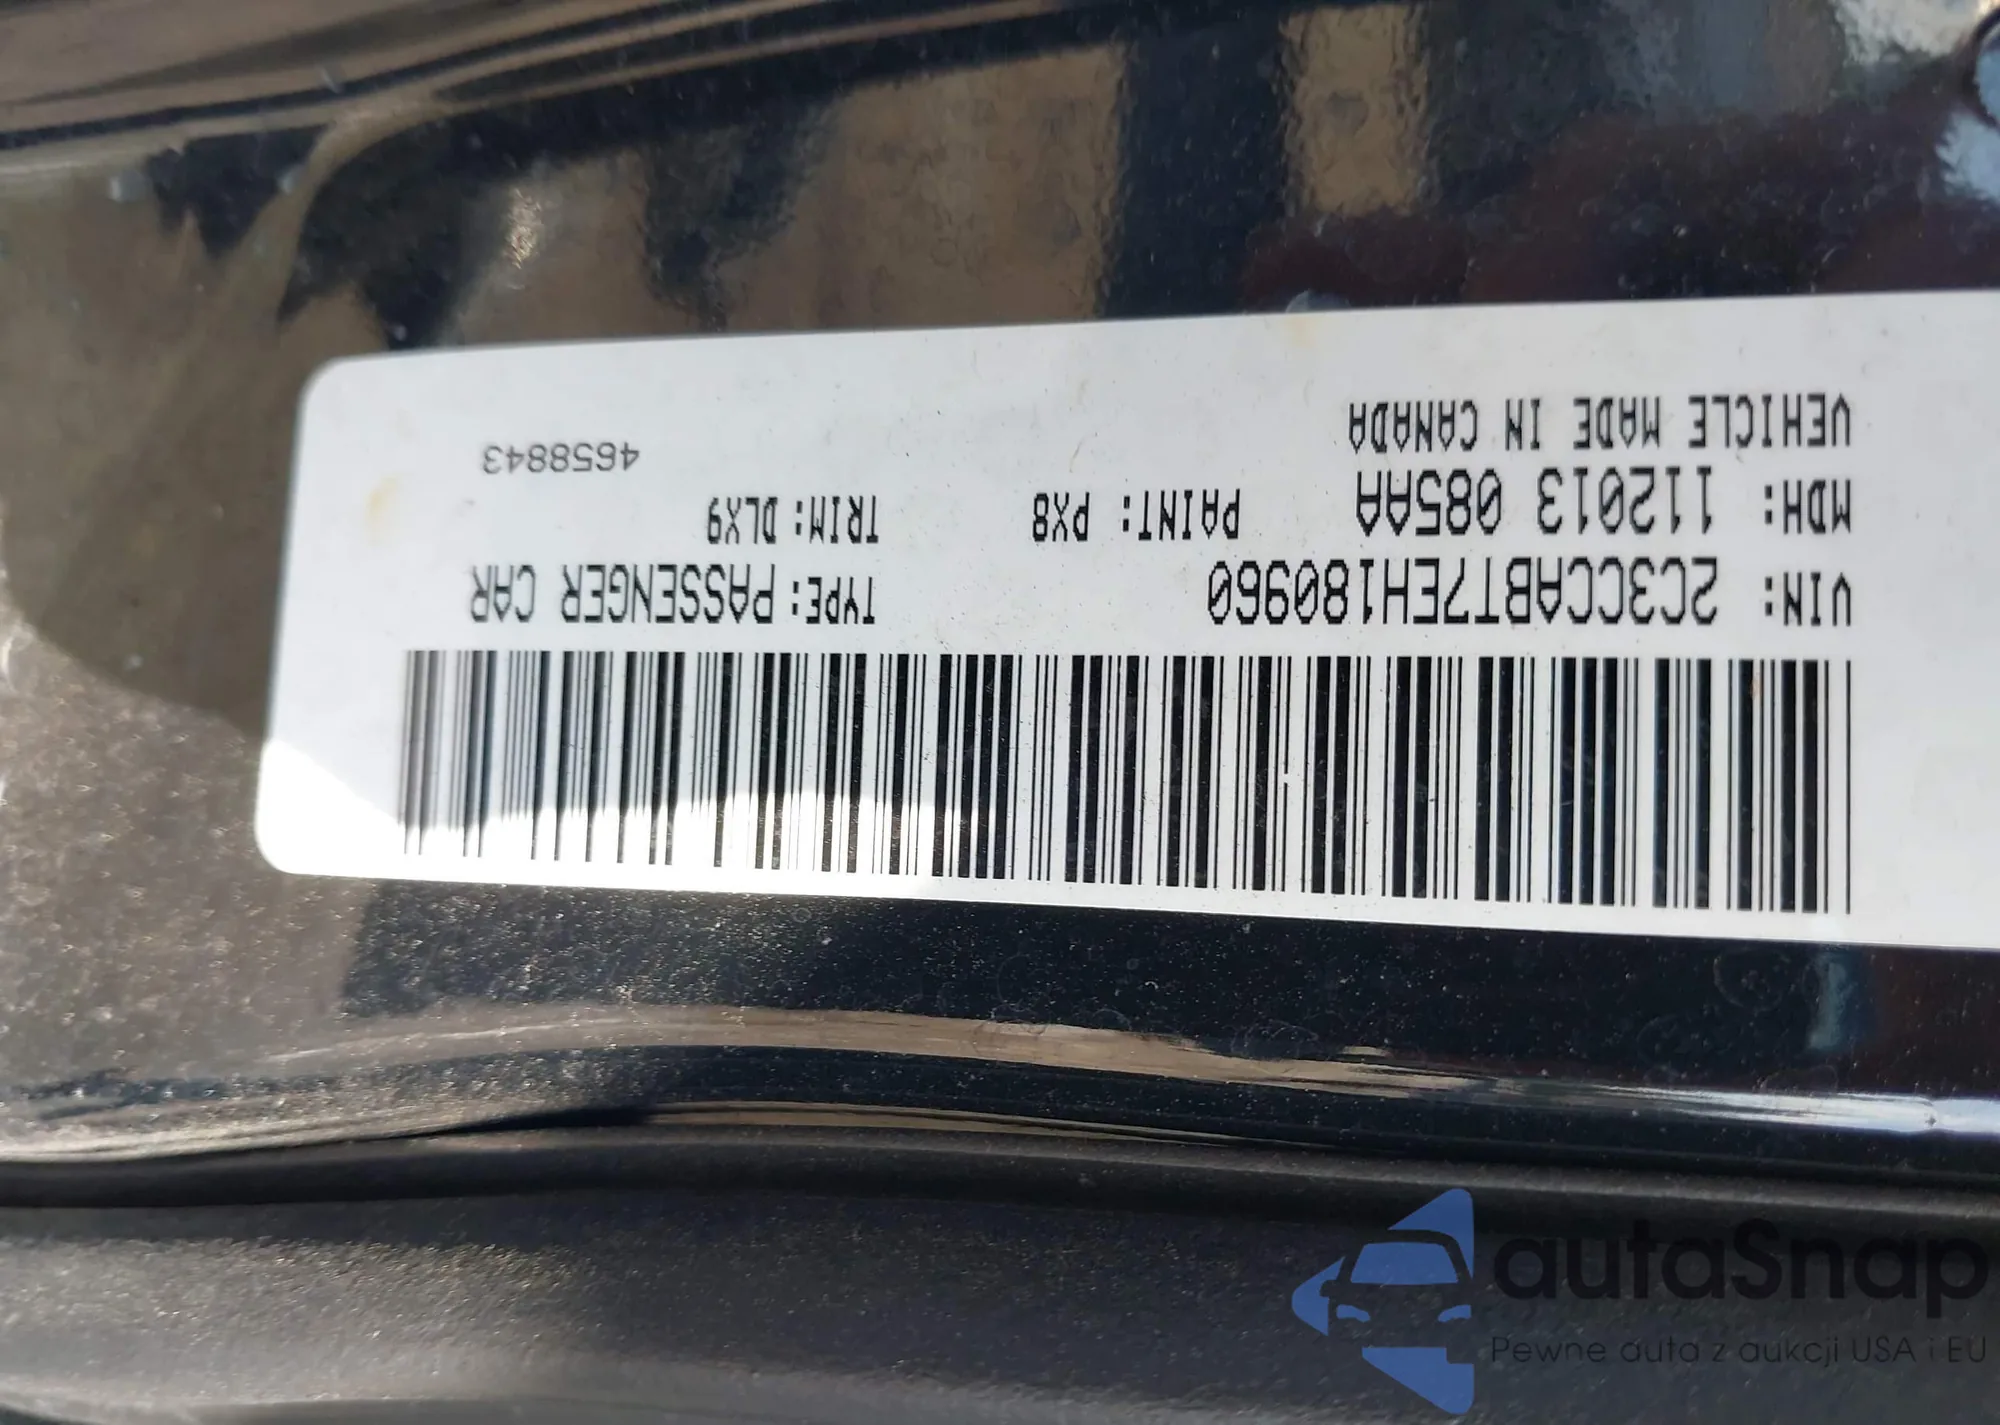 VIN: 2C3CCABT7EH180960 TYPE: PASSENGER CAR
MDH: 112013 085AA PAINT: PX8 TRIM: DLX9
VEHICLE MADE IN CANADA 4658843
autaSnap
Pewne auta z aukcji USA i EU